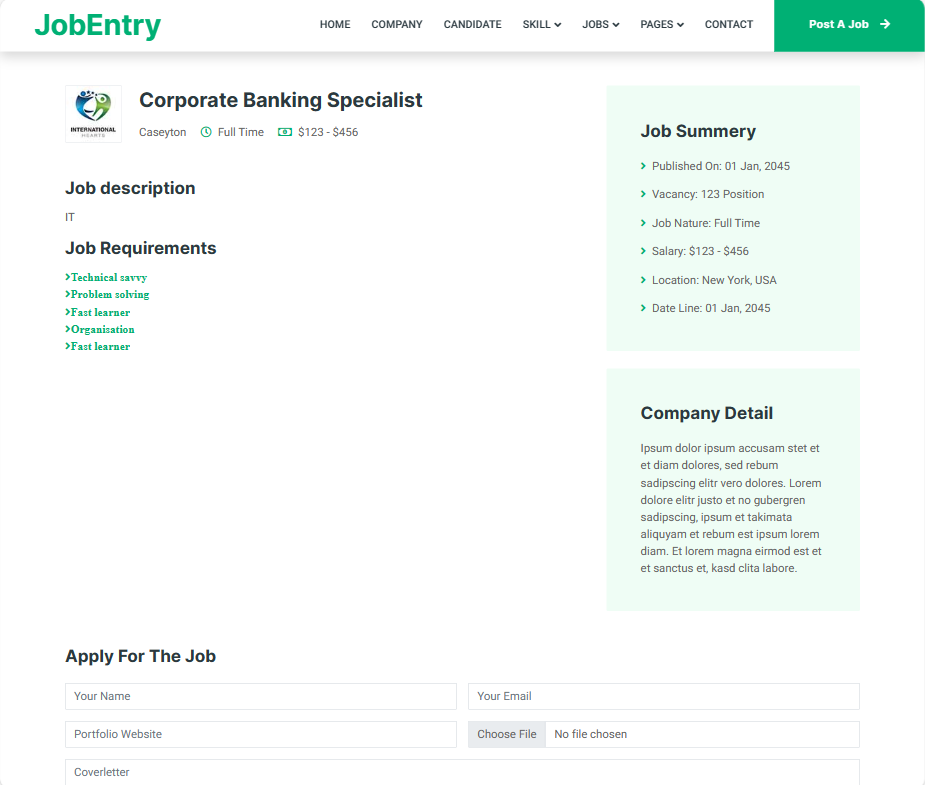 JobEntry
HOME COMPANY CANDIDATE SKILL JOBS PAGES CONTACT Post A Job
INTERNATIONAL
HEARTS
Corporate Banking Specialist
Caseyton Full Time $123 - $456
Job description
IT
Job Requirements
Technical savvy
Problem solving
Fast learner
Organisation
Fast learner
Job Summery
Published On: 01 Jan, 2045
Vacancy: 123 Position
Job Nature: Full Time
Salary: $123 - $456
Location: New York, USA
Date Line: 01 Jan, 2045
Company Detail
Ipsum dolor ipsum accusam stet et
et diam dolores, sed rebum
sadipscing elitr vero dolores. Lorem
dolore elitr justo et no gubergren
sadipscing, ipsum et takimata
aliquyam et rebum est ipsum lorem
diam. Et lorem magna eirmod est et
et sanctus et, kasd clita labore.
Apply For The Job
Your Name
Your Email
Portfolio Website
Choose File No file chosen
Coverletter